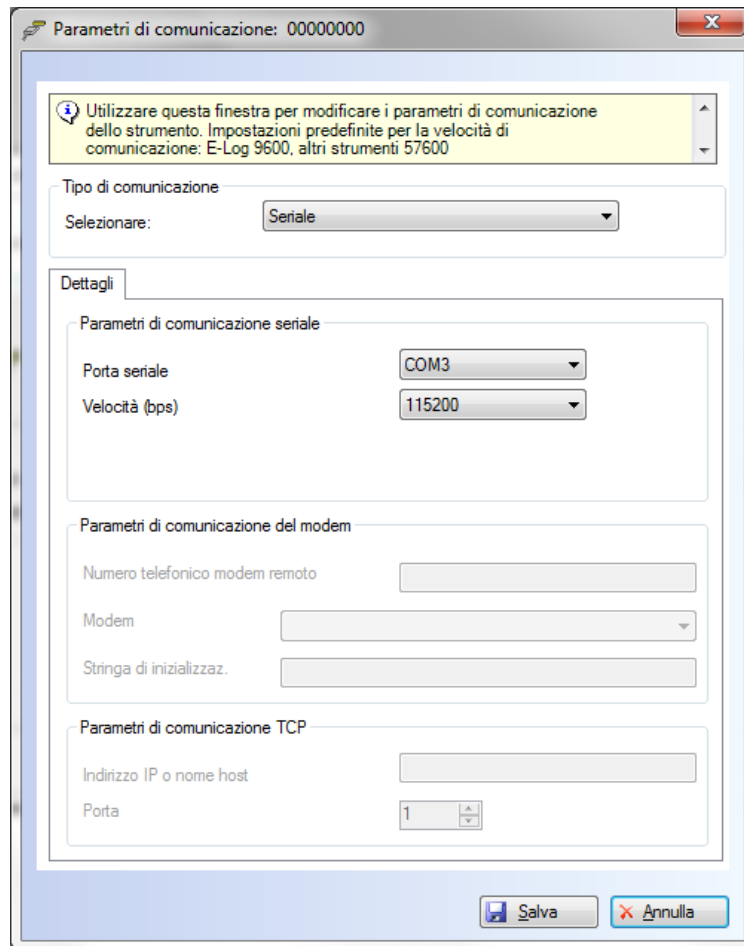 Parametri di comunicazione: 00000000
Utilizzare questa finestra per modificare i parametri di comunicazione
dello strumento. Impostazioni predefinite per la velocità di
comunicazione: E-Log 9600, altri strumenti 57600
Tipo di comunicazione
Selezionare: Seriale
Dettagli
Parametri di comunicazione seriale
Porta seriale COM3
Velocità (bps) 115200
Parametri di comunicazione del modem
Numero telefonico modem remoto
Modem
Stringa di inizializzaz.
Parametri di comunicazione TCP
Indirizzo IP o nome host
Porta 1
Salva Annulla